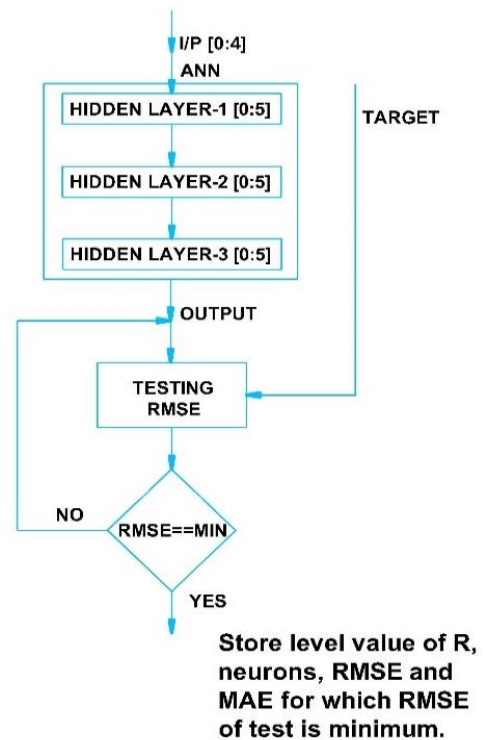 I/P [0:4]
ANN
HIDDEN LAYER-1 [0:5]
TARGET
HIDDEN LAYER-2 [0:5]
HIDDEN LAYER-3 [0:5]
OUTPUT
TESTING
RMSE
NO
RMSE==MIN
YES
Store level value of R,
neurons, RMSE and
MAE for which RMSE
of test is minimum.